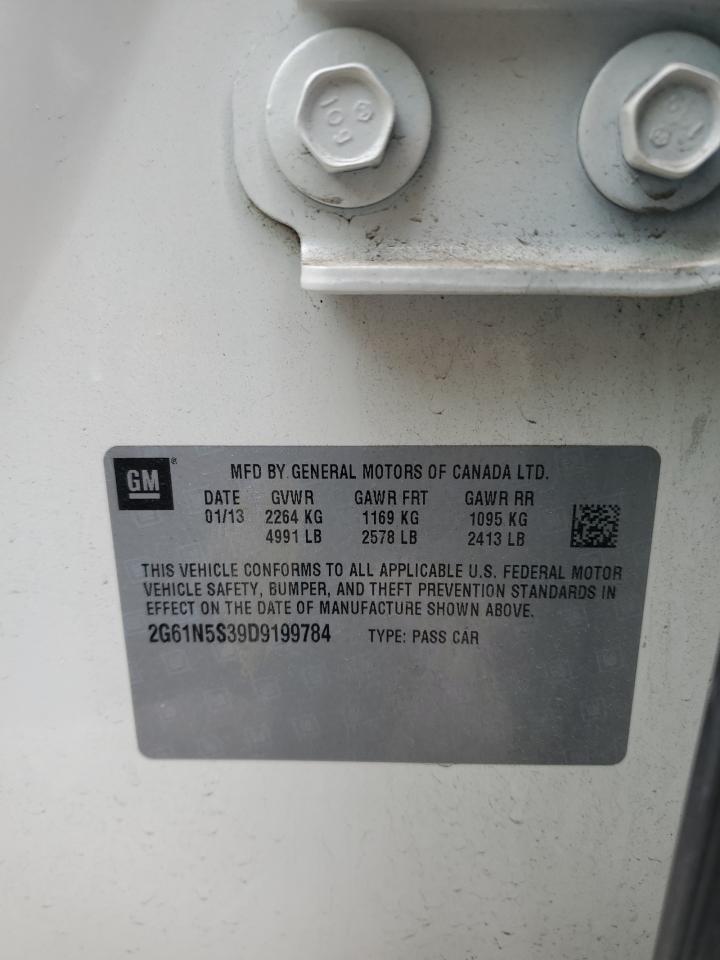 501
GM ®
MFD BY GENERAL MOTORS OF CANADA LTD.
DATE GVWR GAWR FRT GAWR RR
01/13 2264 KG 1169 KG 1095 KG
4991 LB 2578 LB 2413 LB
THIS VEHICLE CONFORMS TO ALL APPLICABLE U.S. FEDERAL MOTOR
VEHICLE SAFETY, BUMPER, AND THEFT PREVENTION STANDARDS IN
EFFECT ON THE DATE OF MANUFACTURE SHOWN ABOVE.
2G61N5S39D9199784 TYPE: PASS CAR